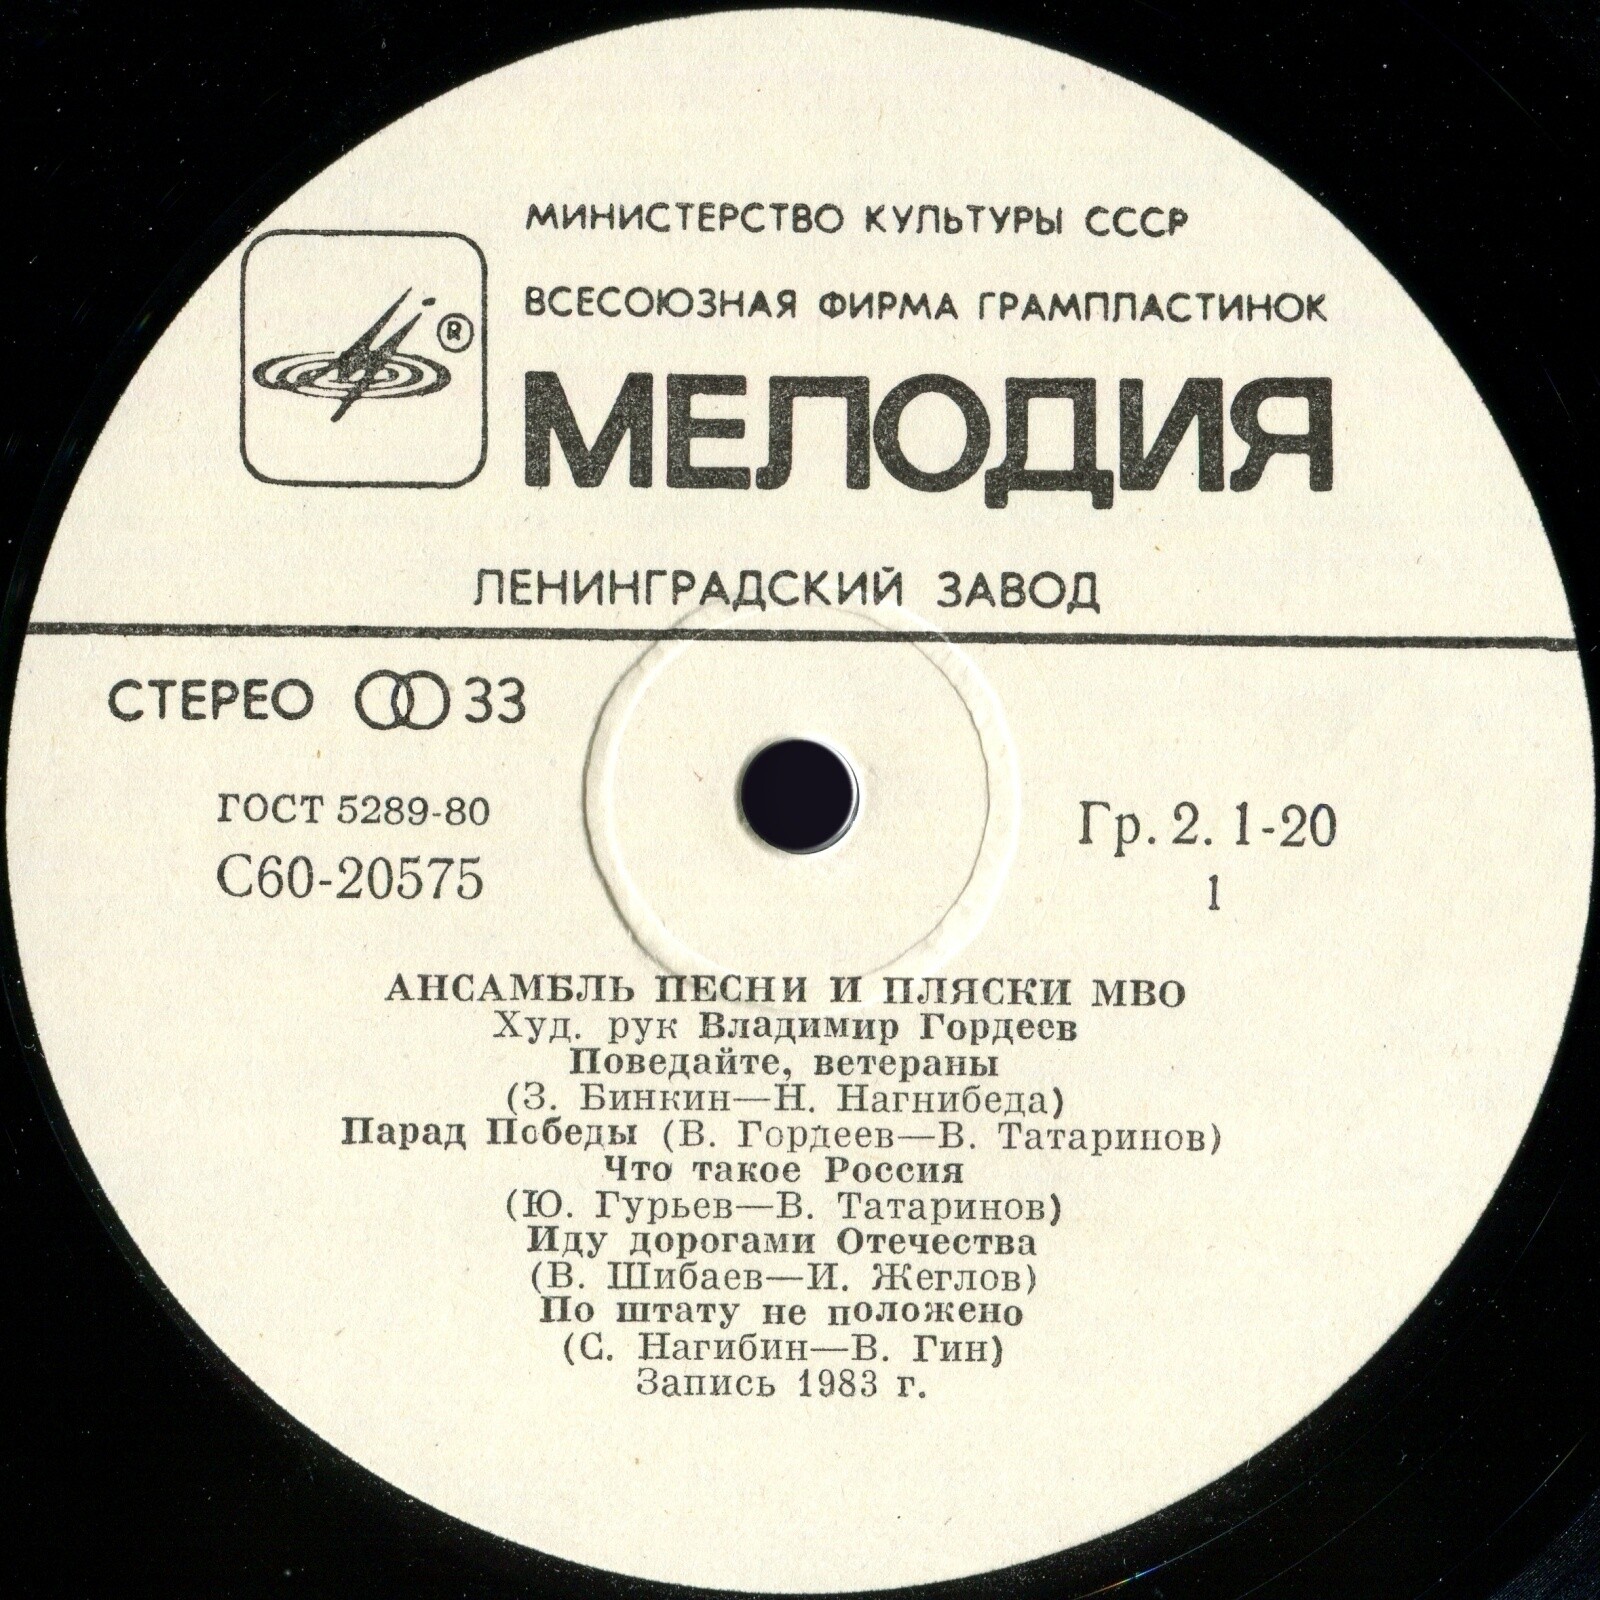 МИНИСТЕРСТВО КУЛЬТУРЫ СССР
ВСЕСОЮЗНАЯ ФИРМА ГРАМПЛАСТИНОК
®
МЕЛОДИЯ
ЛЕНИНГРАДСКИЙ ЗАВОД
СТЕРЕО 33
ГОСТ 5289-80
С60-20575
Гр. 2. 1-20
1
АНСАМБЛЬ ПЕСНИ И ПЛЯСКИ МВО
Худ. рук Владимир Гордеев
Поведайте, ветераны
(З. Бинкин—Н. Нагнибеда)
Парад Победы (В. Гордеев—В. Татаринов)
Что такое Россия
(Ю. Гурьев—В. Татаринов)
Иду дорогами Отечества
(В. Шибаев—И. Жеглов)
По штату не положено
(С. Нагибин—В. Гин)
Запись 1983 г.